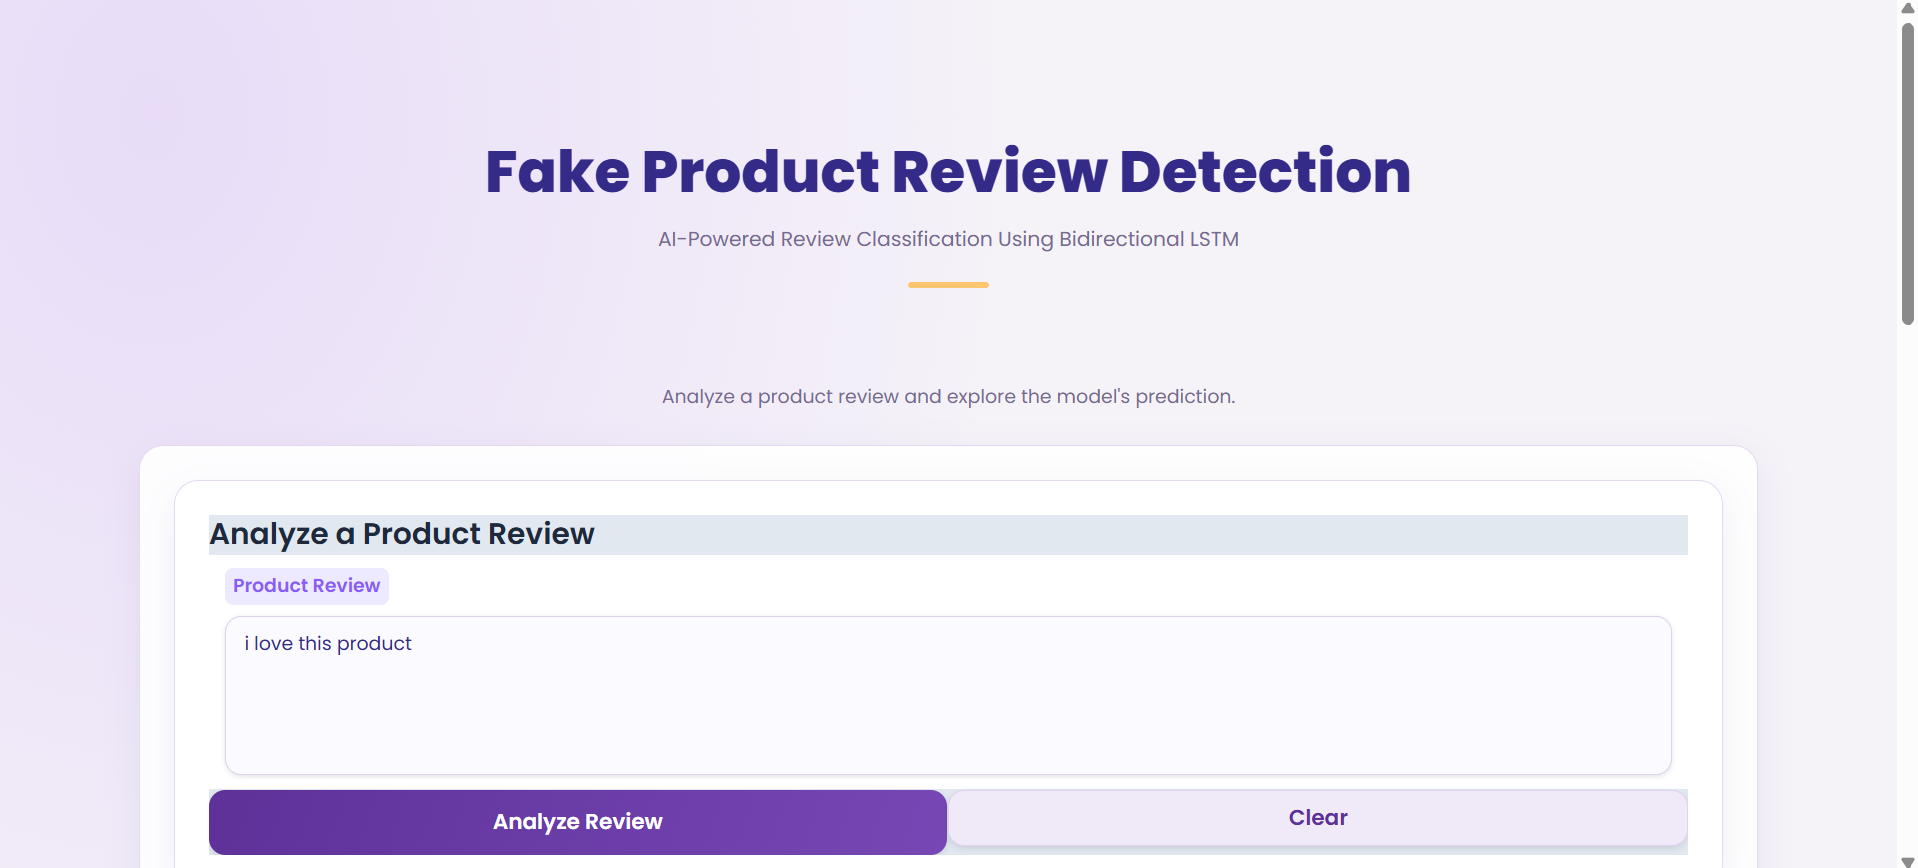 Fake Product Review Detection
AI-Powered Review Classification Using Bidirectional LSTM
Analyze a product review and explore the model's prediction.
Analyze a Product Review
Product Review
i love this product
Analyze Review
Clear